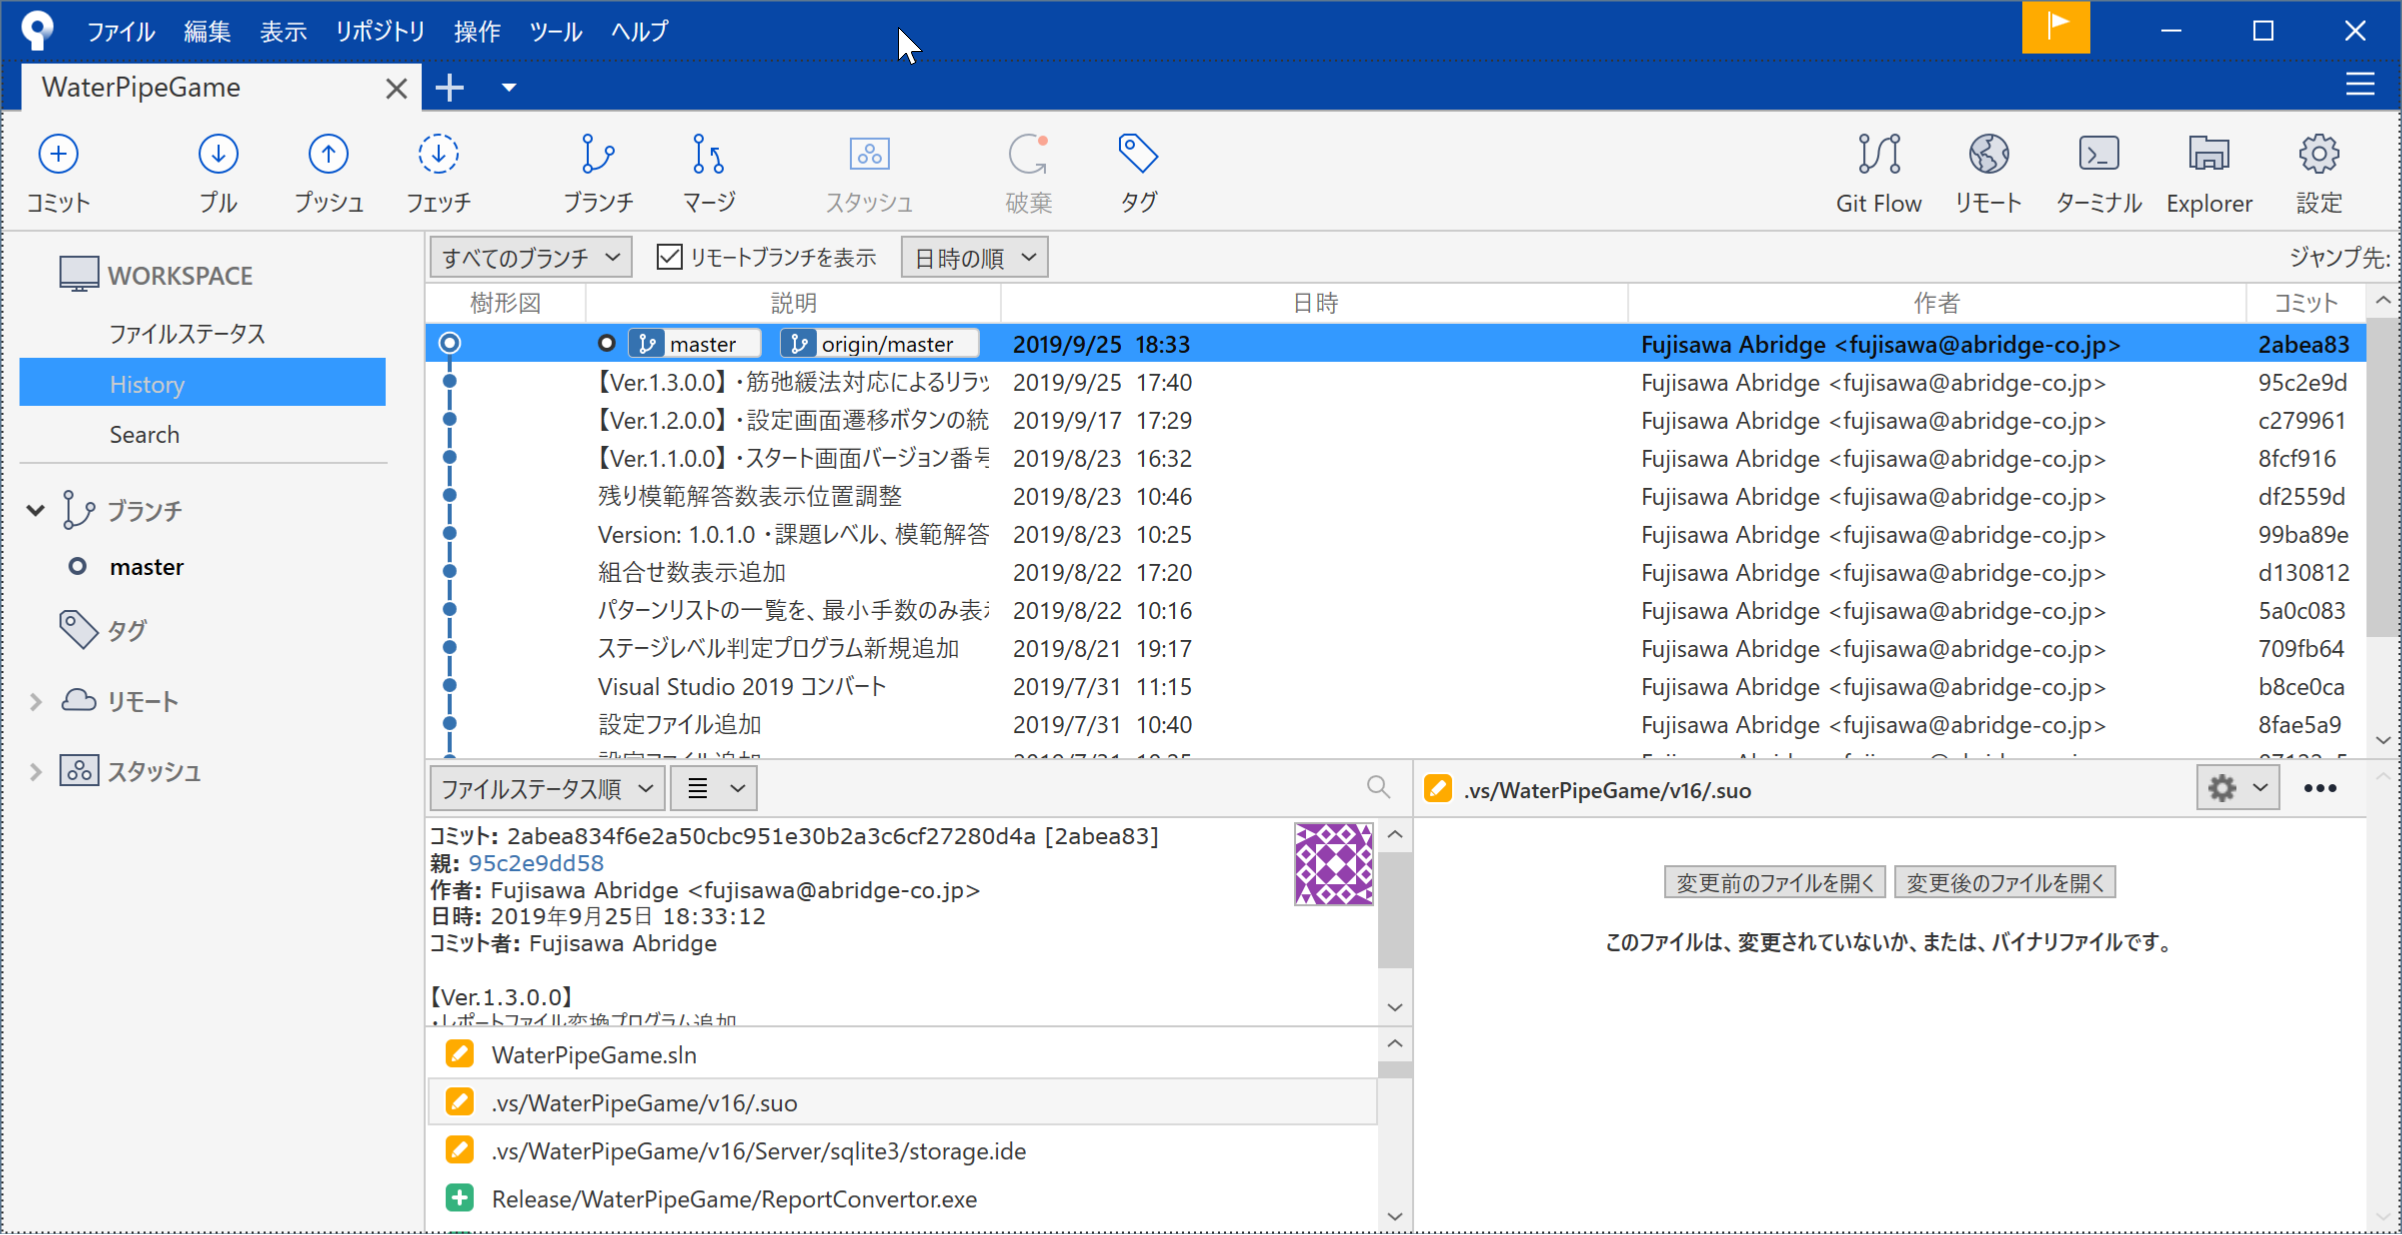 ファイル 編集 表示 リポジトリ 操作 ツール ヘルプ
WaterPipeGame
コミット プル プッシュ フェッチ ブランチ マージ スタッシュ 破棄 タグ Git Flow リモート ターミナル Explorer 設定
WORKSPACE
ファイルステータス
History
Search
ブランチ
master
タグ
リモート
スタッシュ
すべてのブランチ リモートブランチを表示 日時の順 ジャンプ先:
樹形図 説明 日時 作者 コミット
master origin/master 2019/9/25 18:33 Fujisawa Abridge <fujisawa@abridge-co.jp> 2abea83
【Ver.1.3.0.0】・筋弛緩法対応によるリラッ 2019/9/25 17:40 Fujisawa Abridge <fujisawa@abridge-co.jp> 95c2e9d
【Ver.1.2.0.0】・設定画面遷移ボタンの統 2019/9/17 17:29 Fujisawa Abridge <fujisawa@abridge-co.jp> c279961
【Ver.1.1.0.0】・スタート画面バージョン番号 2019/8/23 16:32 Fujisawa Abridge <fujisawa@abridge-co.jp> 8fcf916
残り模範解答数表示位置調整 2019/8/23 10:46 Fujisawa Abridge <fujisawa@abridge-co.jp> df2559d
Version: 1.0.1.0 ・課題レベル、模範解答 2019/8/23 10:25 Fujisawa Abridge <fujisawa@abridge-co.jp> 99ba89e
組合せ数表示追加 2019/8/22 17:20 Fujisawa Abridge <fujisawa@abridge-co.jp> d130812
パターンリストの一覧を、最小手数のみ表 2019/8/22 10:16 Fujisawa Abridge <fujisawa@abridge-co.jp> 5a0c083
ステージレベル判定プログラム新規追加 2019/8/21 19:17 Fujisawa Abridge <fujisawa@abridge-co.jp> 709fb64
Visual Studio 2019 コンバート 2019/7/31 11:15 Fujisawa Abridge <fujisawa@abridge-co.jp> b8ce0ca
設定ファイル追加 2019/7/31 10:40 Fujisawa Abridge <fujisawa@abridge-co.jp> 8fae5a9
ファイルステータス順
コミット: 2abea834f6e2a50cbc951e30b2a3c6cf27280d4a [2abea83]
親: 95c2e9dd58
作者: Fujisawa Abridge <fujisawa@abridge-co.jp>
日時: 2019年9月25日 18:33:12
コミット者: Fujisawa Abridge
【Ver.1.3.0.0】
・レポートファイル変換プログラム追加
WaterPipeGame.sln
.vs/WaterPipeGame/v16/.suo
.vs/WaterPipeGame/v16/Server/sqlite3/storage.ide
Release/WaterPipeGame/ReportConvertor.exe
.vs/WaterPipeGame/v16/.suo
変更前のファイルを開く 変更後のファイルを開く
このファイルは、変更されていないか、または、バイナリファイルです。